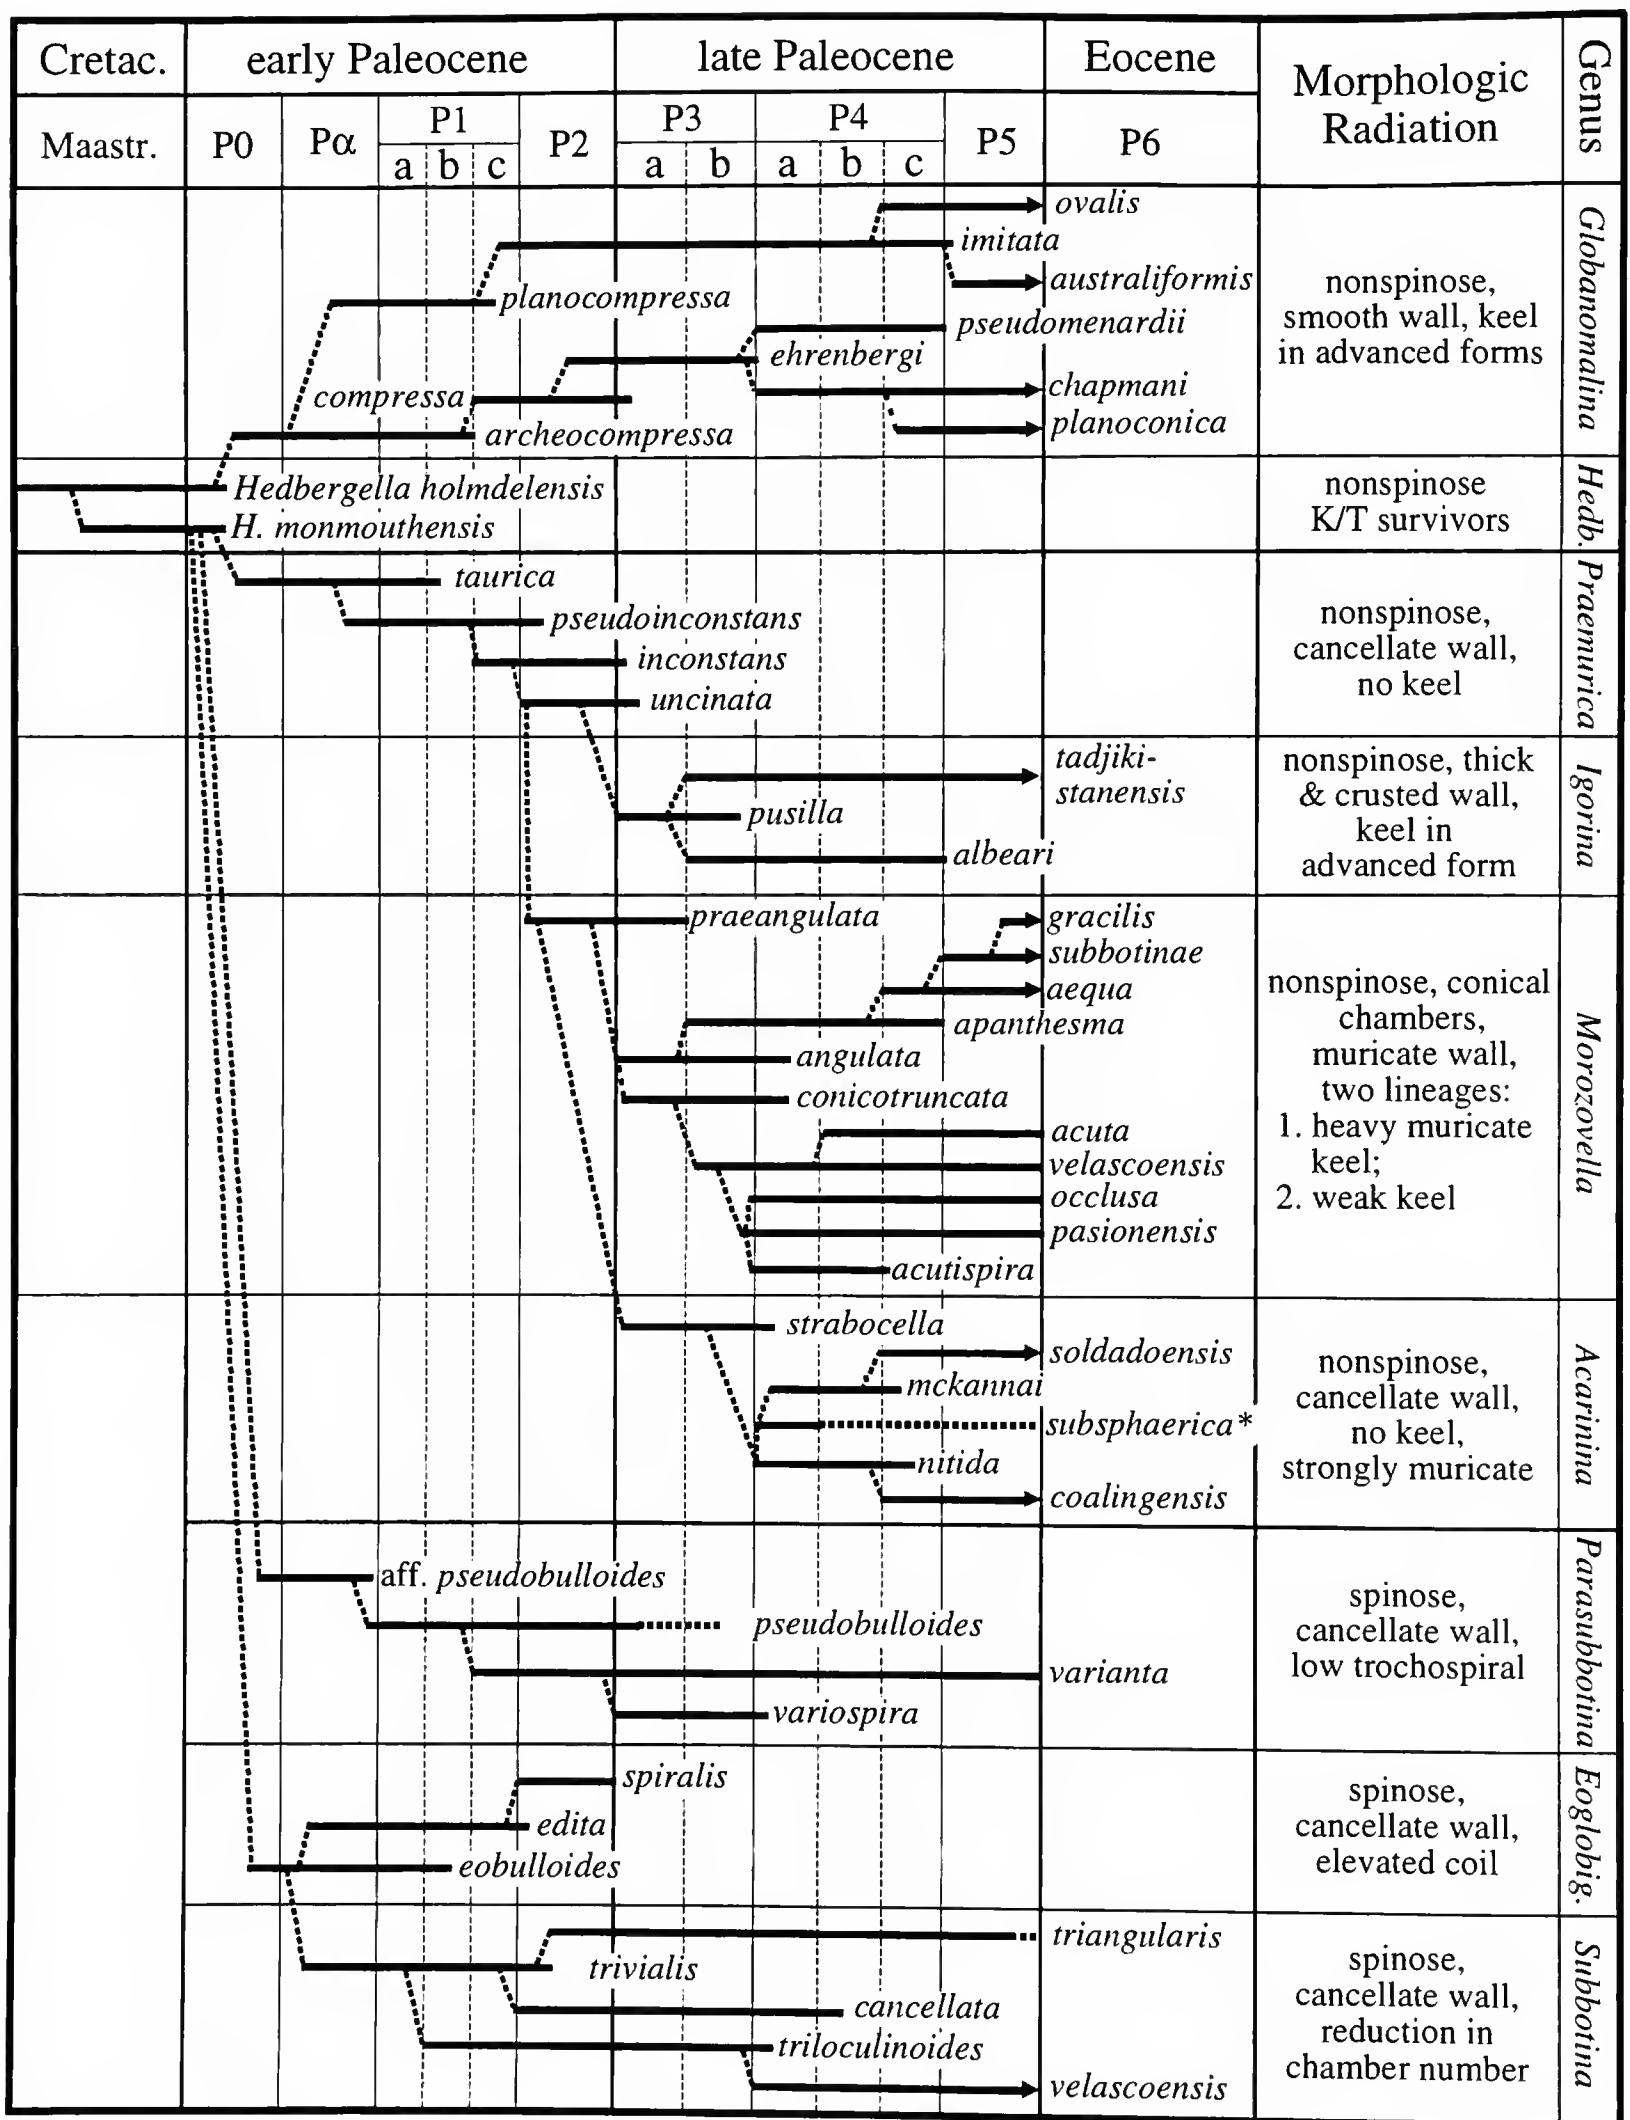 Cretac. early Paleocene late Paleocene Eocene Morphologic Radiation Genus
Maastr. P0 Pα P1 P2 P3 P4 P5 P6
a b c a b a b c
ovalis
imitata
australiformis
planocompressa
pseudomenardii
ehrenbergi
chapmani
compressa
planoconica
archeocompressa
nonspinose,
smooth wall, keel
in advanced forms
Globanomalina
Hedbergella holmdelensis
H. monmouthensis
nonspinose
K/T survivors
Hedb.
taurica
pseudoinconstans
inconstans
uncinata
nonspinose,
cancellate wall,
no keel
Praemurica
tadjiki-
stanensis
pusilla
albeari
nonspinose, thick
& crusted wall,
keel in
advanced form
Igorina
praeangulata
gracilis
subbotinae
aequa
apanthesma
angulata
conicotruncata
acuta
velascoensis
occlusa
pasionensis
acutispira
nonspinose, conical
chambers,
muricate wall,
two lineages:
1. heavy muricate
keel;
2. weak keel
Morozovella
strabocella
soldadoensis
mckannai
subsphaerica*
nitida
coalingensis
nonspinose,
cancellate wall,
no keel,
strongly muricate
Acarinina
aff. pseudobulloides
pseudobulloides
varianta
variospira
spinose,
cancellate wall,
low trochospiral
Parasubbotina
spiralis
edita
eobulloides
spinose,
cancellate wall,
elevated coil
Eoglobig.
triangularis
trivialis
cancellata
triloculinoides
velascoensis
spinose,
cancellate wall,
reduction in
chamber number
Subbotina